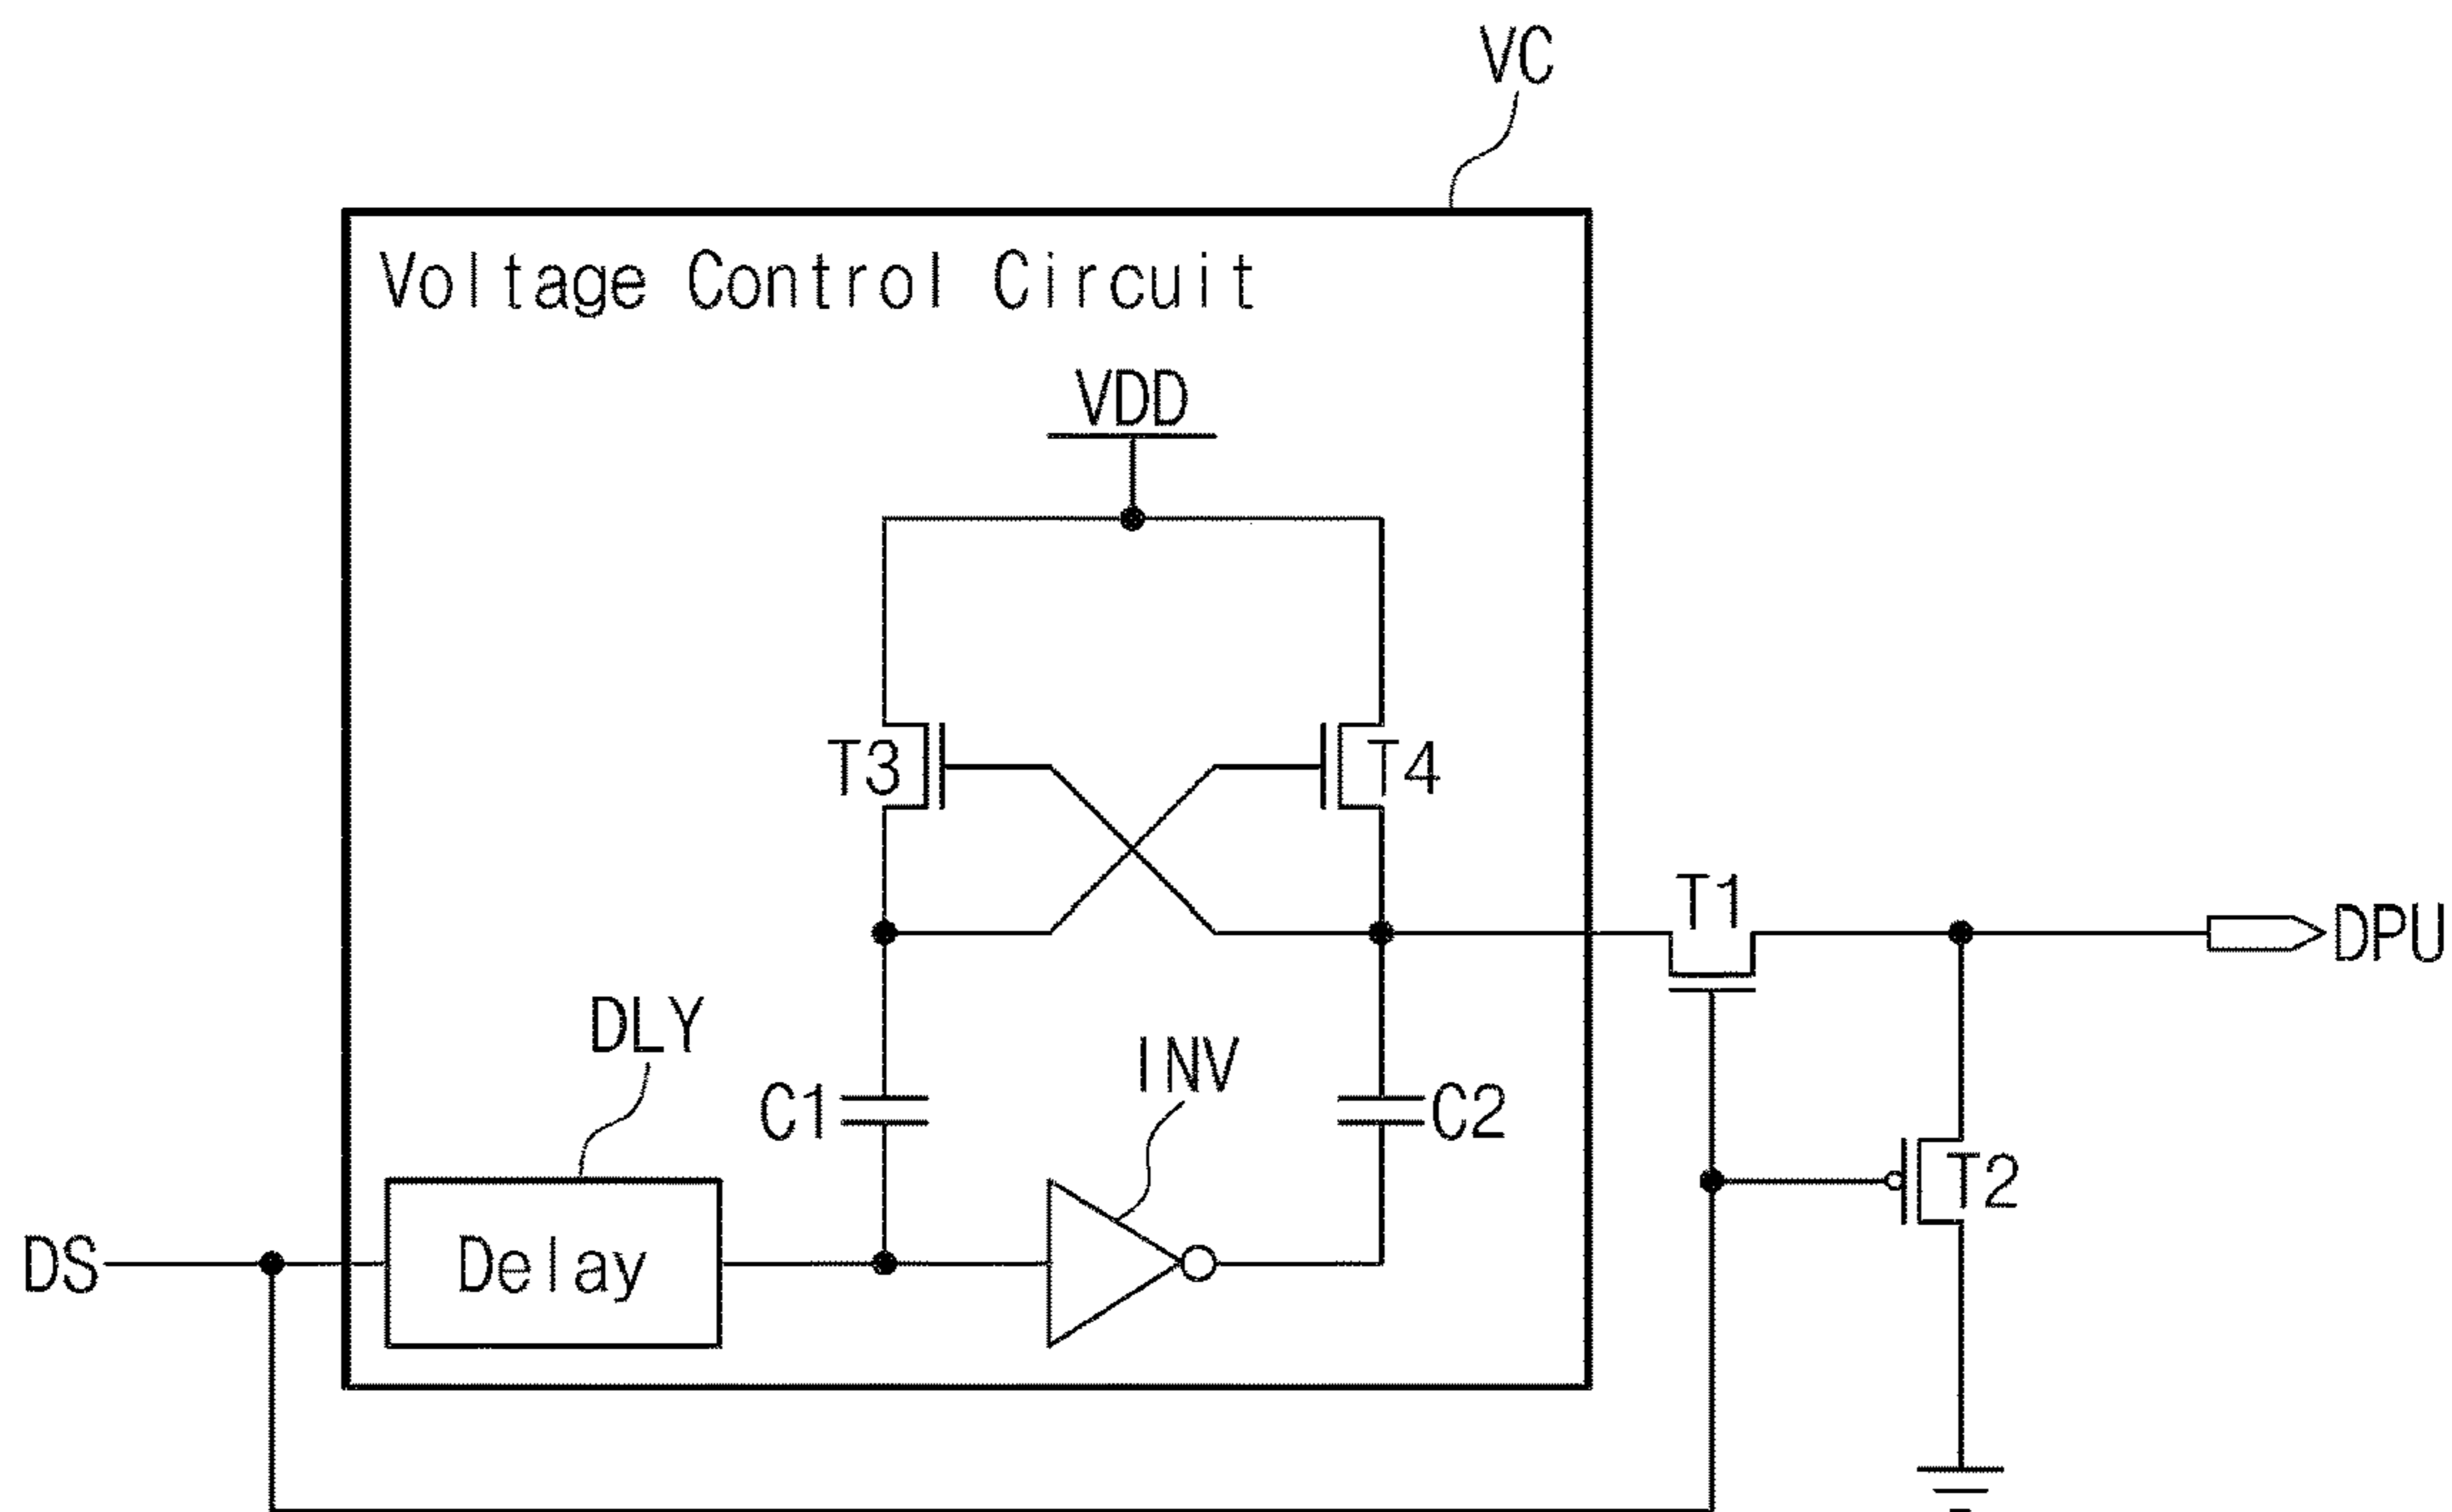 VC
Voltage Control Circuit
VDD
T3
T4
T1
DPU
DLY
INV
C1
C2
T2
DS
Delay